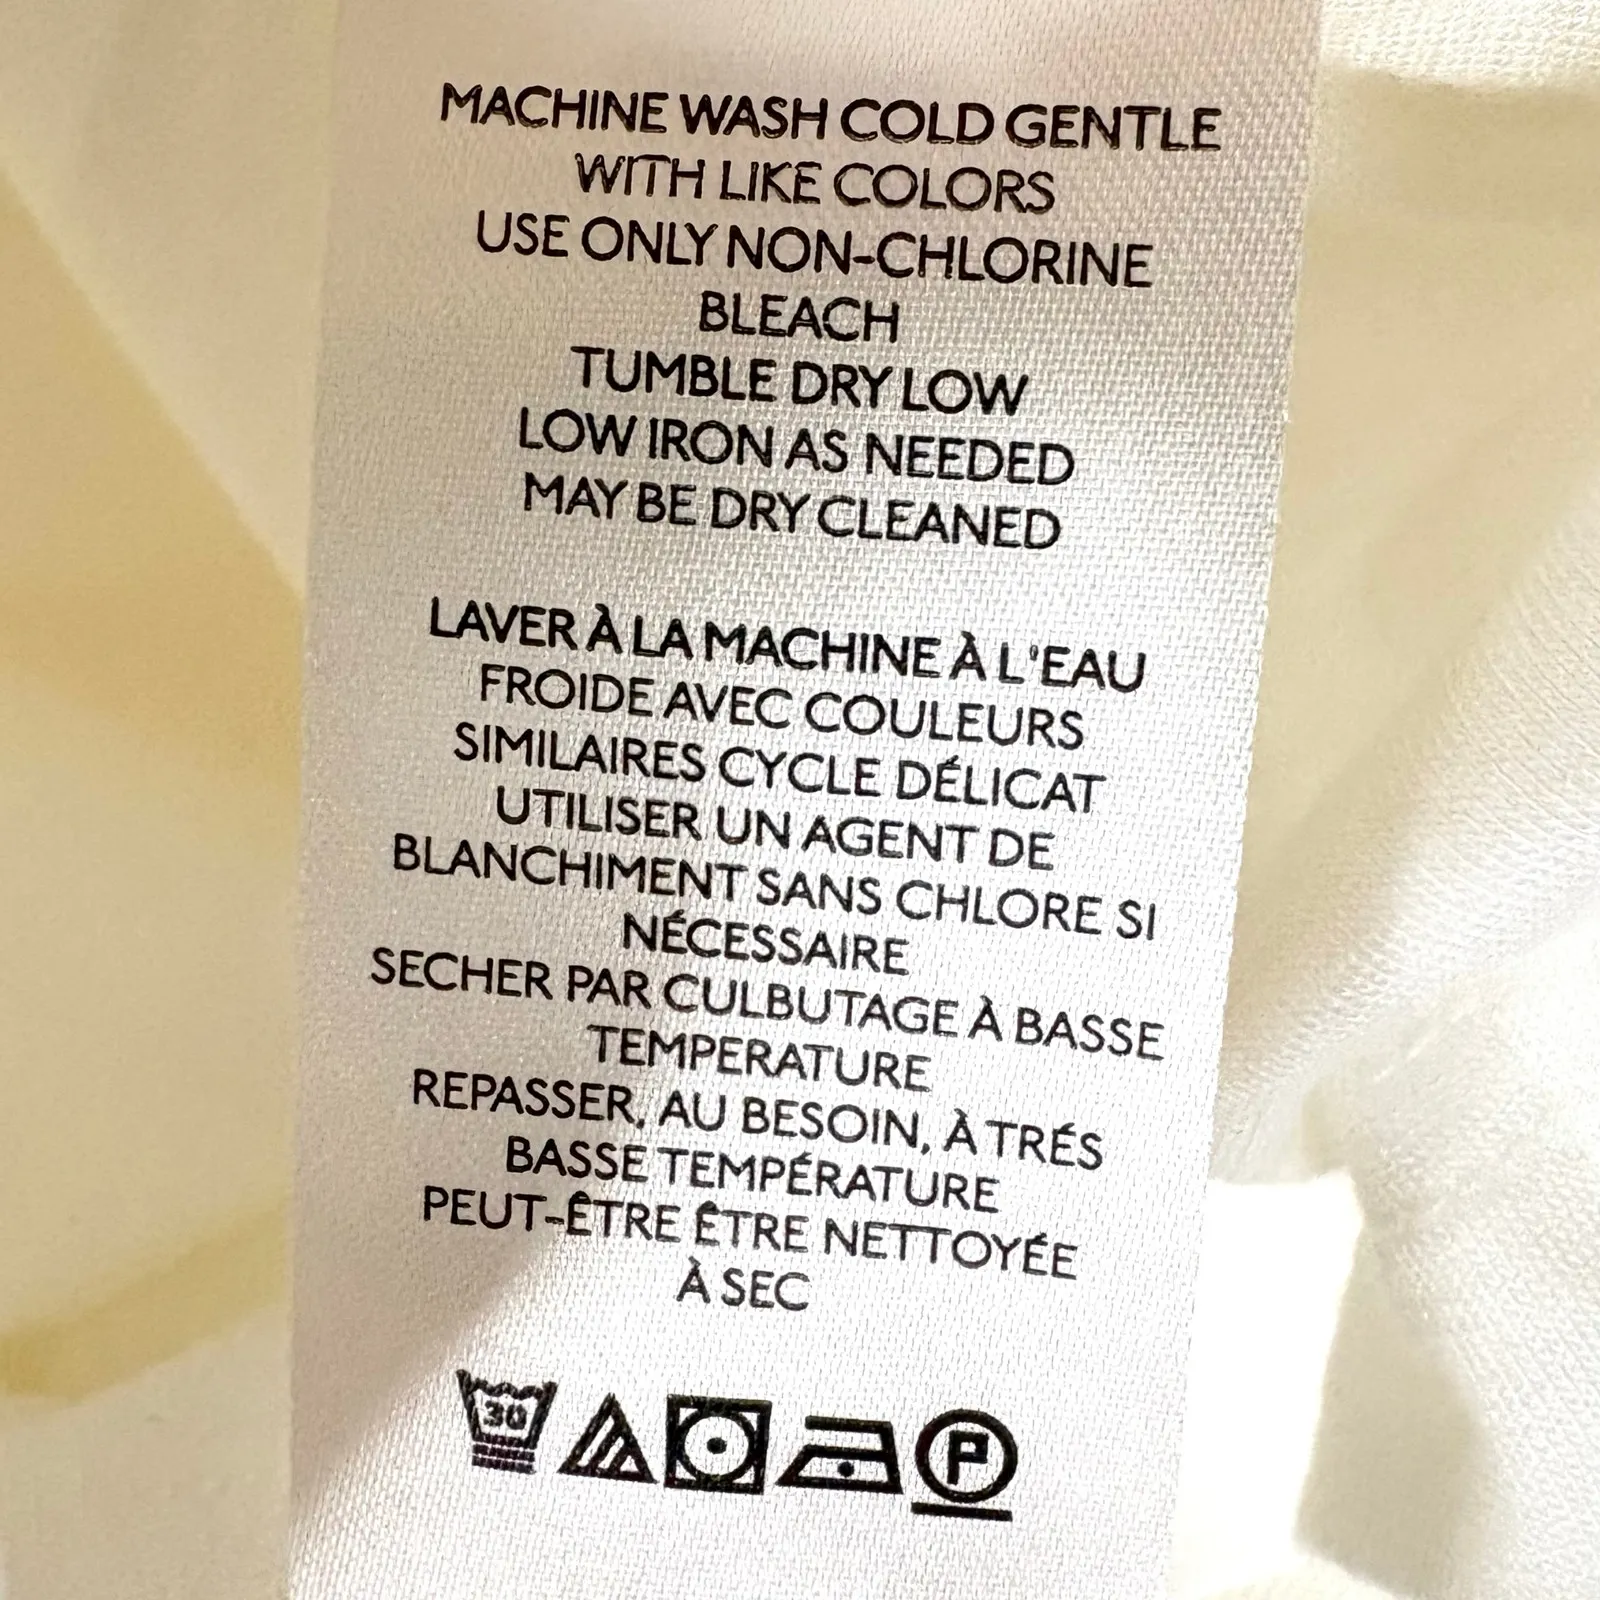 MACHINE WASH COLD GENTLE
WITH LIKE COLORS
USE ONLY NON-CHLORINE
BLEACH
TUMBLE DRY LOW
LOW IRON AS NEEDED
MAY BE DRY CLEANED
LAVER À LA MACHINE À L'EAU
FROIDE AVEC COULEURS
SIMILAIRES CYCLE DÉLICAT
UTILISER UN AGENT DE
BLANCHIMENT SANS CHLORE SI
NÉCESSAIRE
SECHER PAR CULBUTAGE À BASSE
TEMPERATURE
REPASSER, AU BESOIN, À TRÉS
BASSE TEMPÉRATURE
PEUT-ÊTRE ÊTRE NETTOYÉE
À SEC
30 P